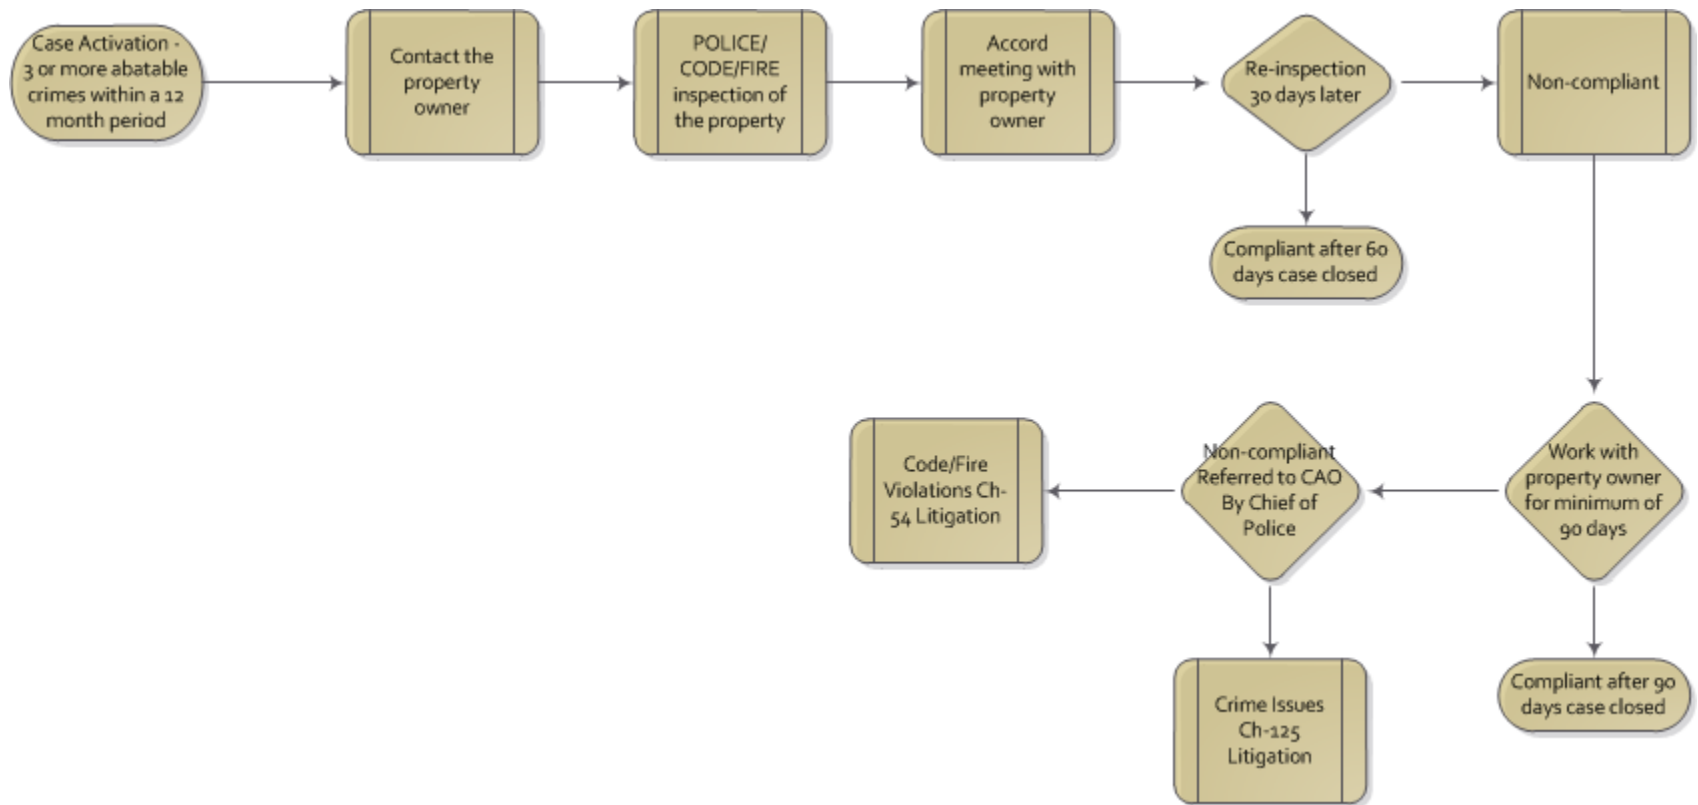 Case Activation -
3 or more abatable
crimes within a 12
month period
Contact the
property
owner
POLICE/
CODE/FIRE
inspection of
the property
Accord
meeting with
property
owner
Re-inspection
30 days later
Non-compliant
Compliant after 60
days case closed
Code/Fire
Violations Ch-
54 Litigation
Non-compliant
Referred to CAO
By Chief of
Police
Work with
property owner
for minimum of
90 days
Crime Issues
Ch-125
Litigation
Compliant after 90
days case closed